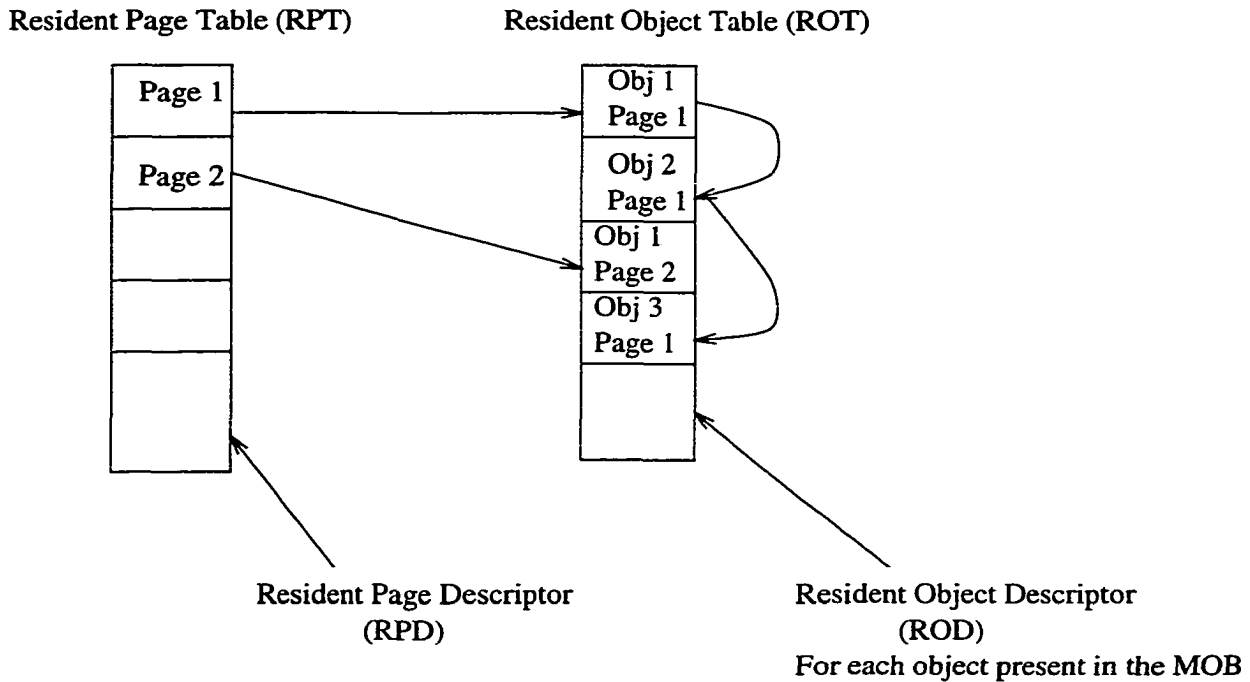 Resident Page Table (RPT)
Resident Object Table (ROT)
Page 1
Page 2
Obj 1
Page 1
Obj 2
Page 1
Obj 1
Page 2
Obj 3
Page 1
Resident Page Descriptor
(RPD)
Resident Object Descriptor
(ROD)
For each object present in the MOB